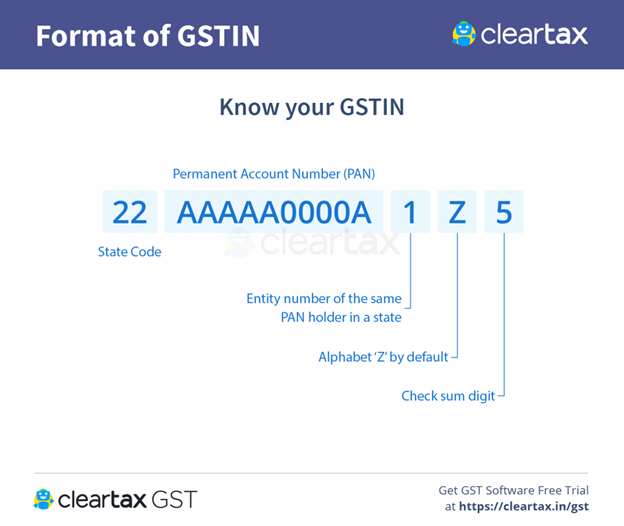 Format of GSTIN
cleartax
Know your GSTIN
Permanent Account Number (PAN)
22 AAAAA0000A 1 Z 5
cleartax
State Code
Entity number of the same
PAN holder in a state
Alphabet ‘Z’ by default
Check sum digit
cleartax GST
Get GST Software Free Trial
at https://cleartax.in/gst